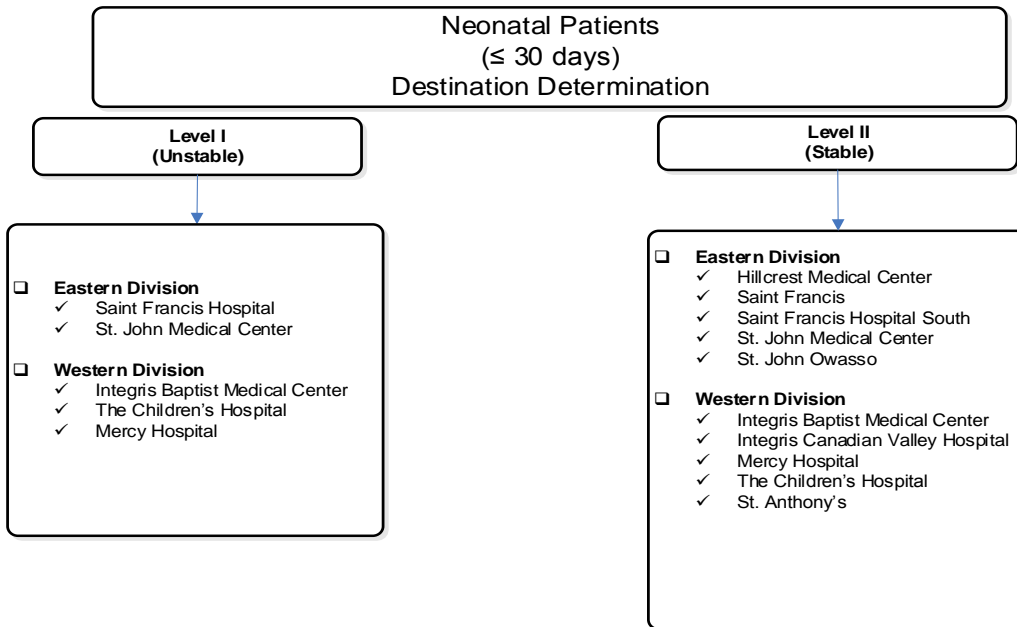 Neonatal Patients
(≤ 30 days)
Destination Determination
Level I
(Unstable)
Level II
(Stable)
❑ Eastern Division
✓ Saint Francis Hospital
✓ St. John Medical Center
❑ Western Division
✓ Integris Baptist Medical Center
✓ The Children's Hospital
✓ Mercy Hospital
❑ Eastern Division
✓ Hillcrest Medical Center
✓ Saint Francis
✓ Saint Francis Hospital South
✓ St. John Medical Center
✓ St. John Owasso
❑ Western Division
✓ Integris Baptist Medical Center
✓ Integris Canadian Valley Hospital
✓ Mercy Hospital
✓ The Children's Hospital
✓ St. Anthony's